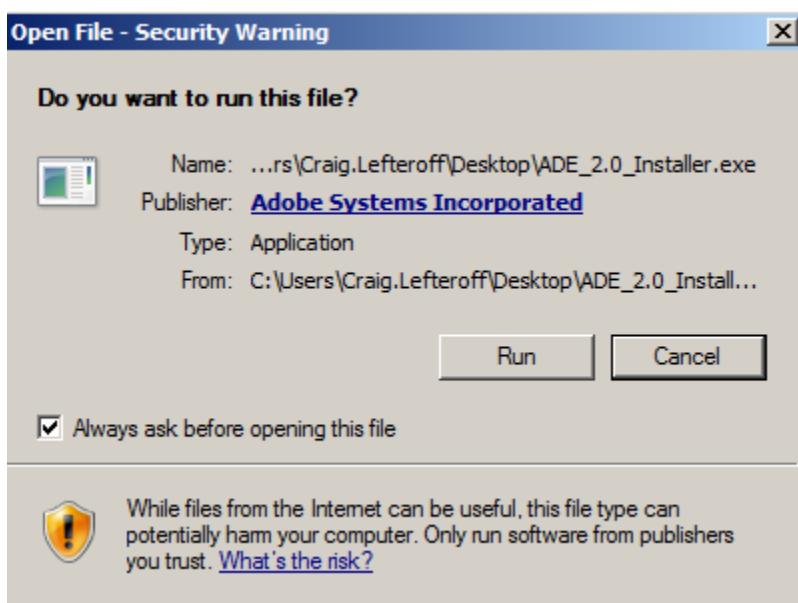 Open File - Security Warning
Do you want to run this file?
Name: ...rs\Craig.Lefteroff\Desktop\ADE_2.0_Installer.exe
Publisher: Adobe Systems Incorporated
Type: Application
From: C:\Users\Craig.Lefteroff\Desktop\ADE_2.0_Install...
Run Cancel
Always ask before opening this file
While files from the Internet can be useful, this file type can
potentially harm your computer. Only run software from publishers
you trust. What's the risk?